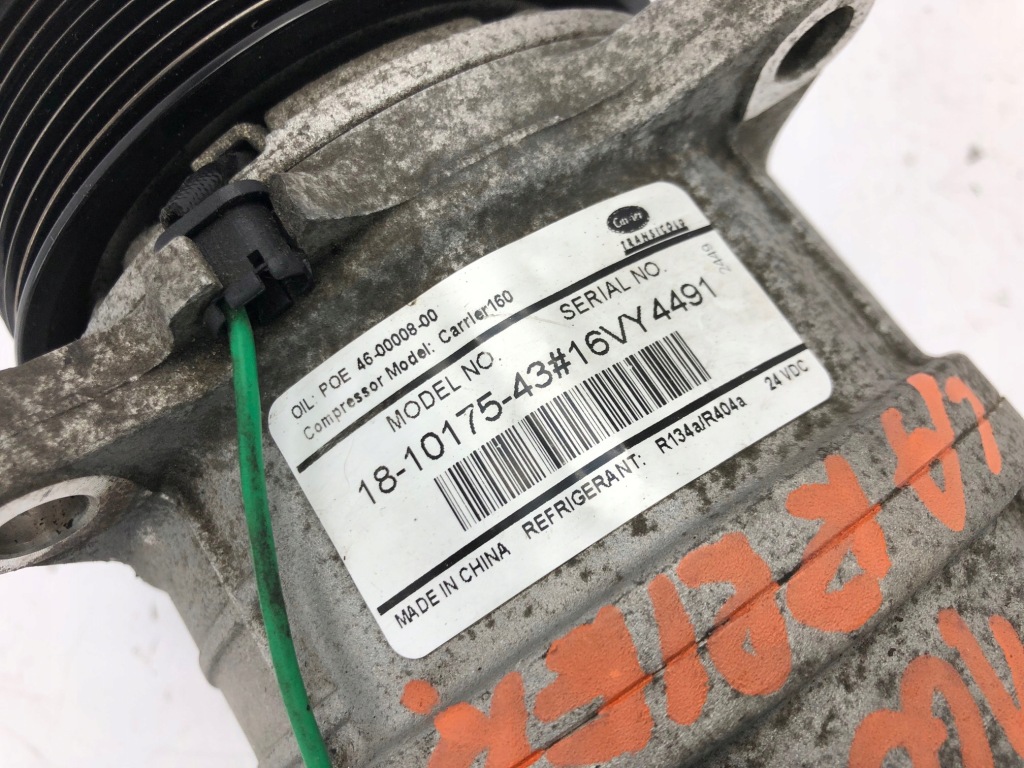 Carrier
TRANSICOLD
2449
OIL: POE 46-00008-00
Compressor Model: Carrier160
MODEL NO. SERIAL NO.
18-10175-43#16VY4491
MADE IN CHINA REFRIGERANT: R134a/R404a 24 VDC